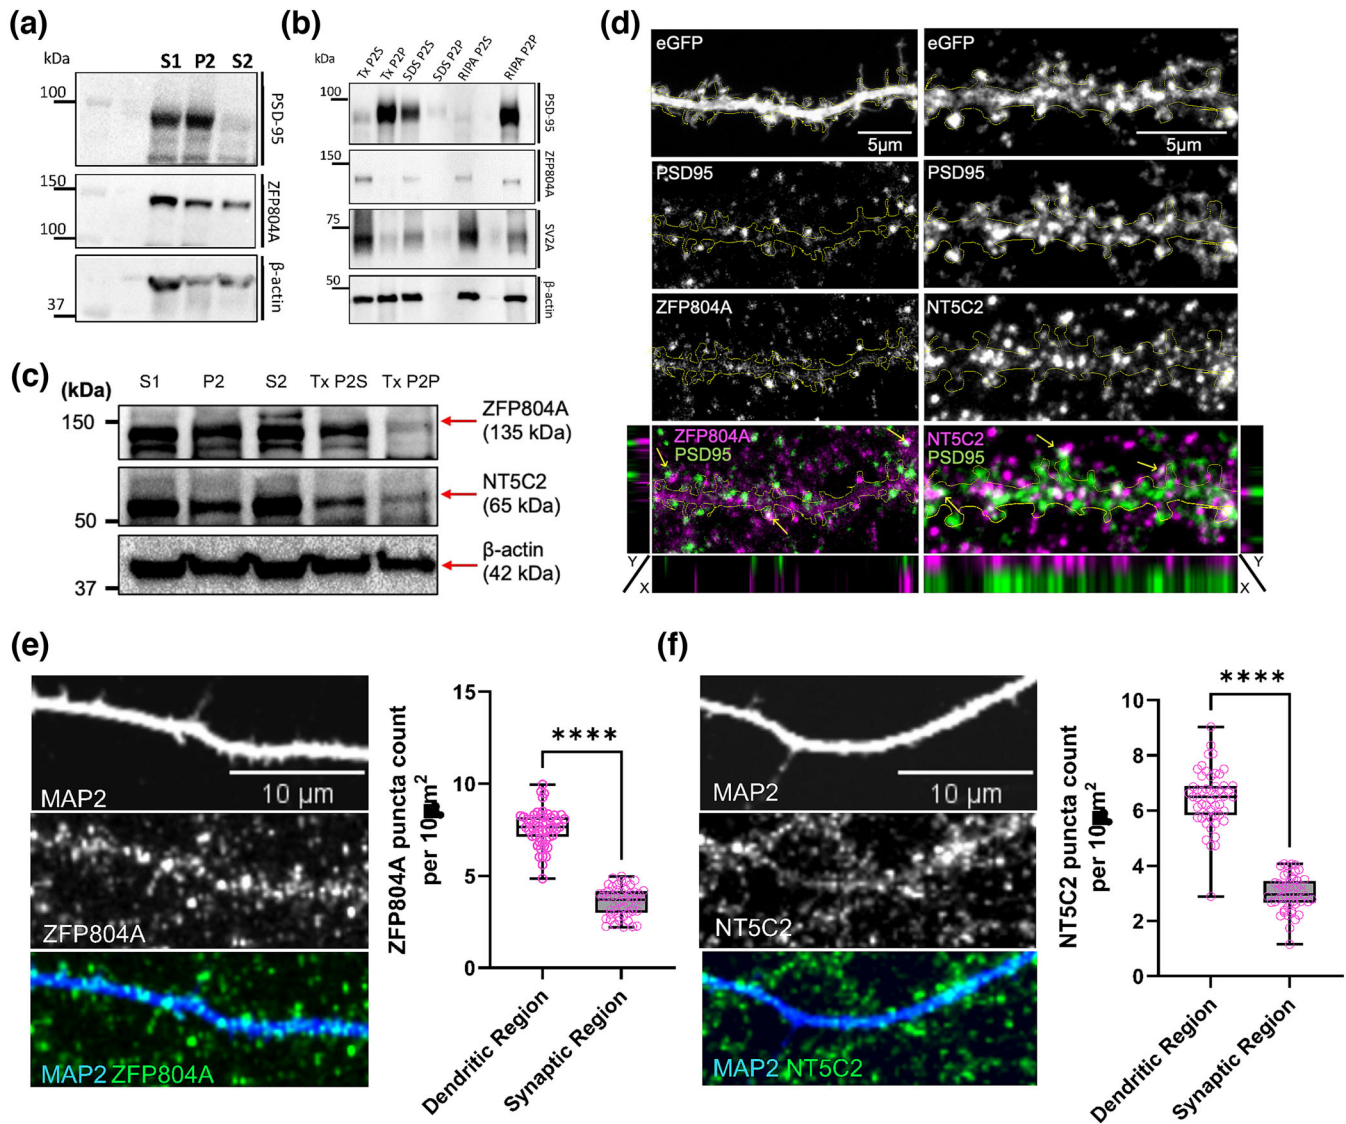 (a)
kDa
S1 P2 S2
100
PSD-95
150
100
ZFP804A
37
β-actin
(b)
kDa
Tx P2S
Tx P2P
SDS P2S
SDS P2P
RIPA P2S
RIPA P2P
100
PSD-95
150
ZFP804A
75
SV2A
50
β-actin
(c)
(kDa)
S1 P2 S2 Tx P2S Tx P2P
150
ZFP804A
(135 kDa)
NT5C2
(65 kDa)
50
β-actin
(42 kDa)
37
(d)
eGFP
5µm
eGFP
5µm
PSD95
PSD95
ZFP804A
NT5C2
ZFP804A
PSD95
NT5C2
PSD95
Y
X
Y
X
(e)
MAP2
10 µm
ZFP804A
MAP2 ZFP804A
ZFP804A puncta count
15
10
5
0
****
Dendritic Region
Synaptic Region
(f)
MAP2
10 µm
NT5C2
MAP2 NT5C2
NT5C2 puncta count
10
8
6
4
2
0
****
Dendritic Region
Synaptic Region